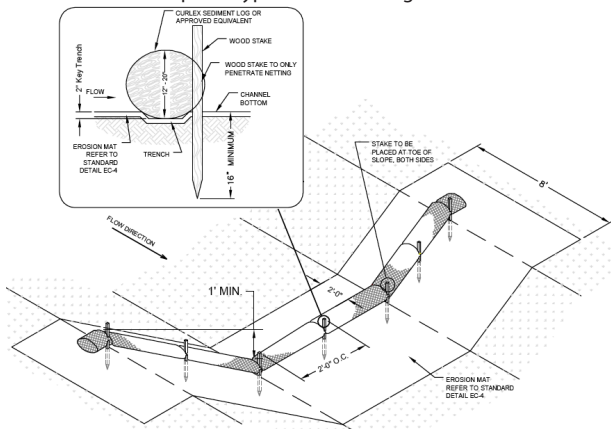 CURLEX SEDIMENT LOG OR
APPROVED EQUIVALENT
WOOD STAKE
WOOD STAKE TO ONLY
PENETRATE NETTING
2" Key Trench
FLOW
12" - 20"
CHANNEL
BOTTOM
EROSION MAT
REFER TO
STANDARD
DETAIL EC-4
TRENCH
16" MINIMUM
STAKE TO BE
PLACED AT TOE OF
SLOPE, BOTH SIDES
8'
FLOW DIRECTION
1' MIN.
2'-0"
2'-0" O.C.
EROSION MAT
REFER TO STANDARD
DETAIL EC-4